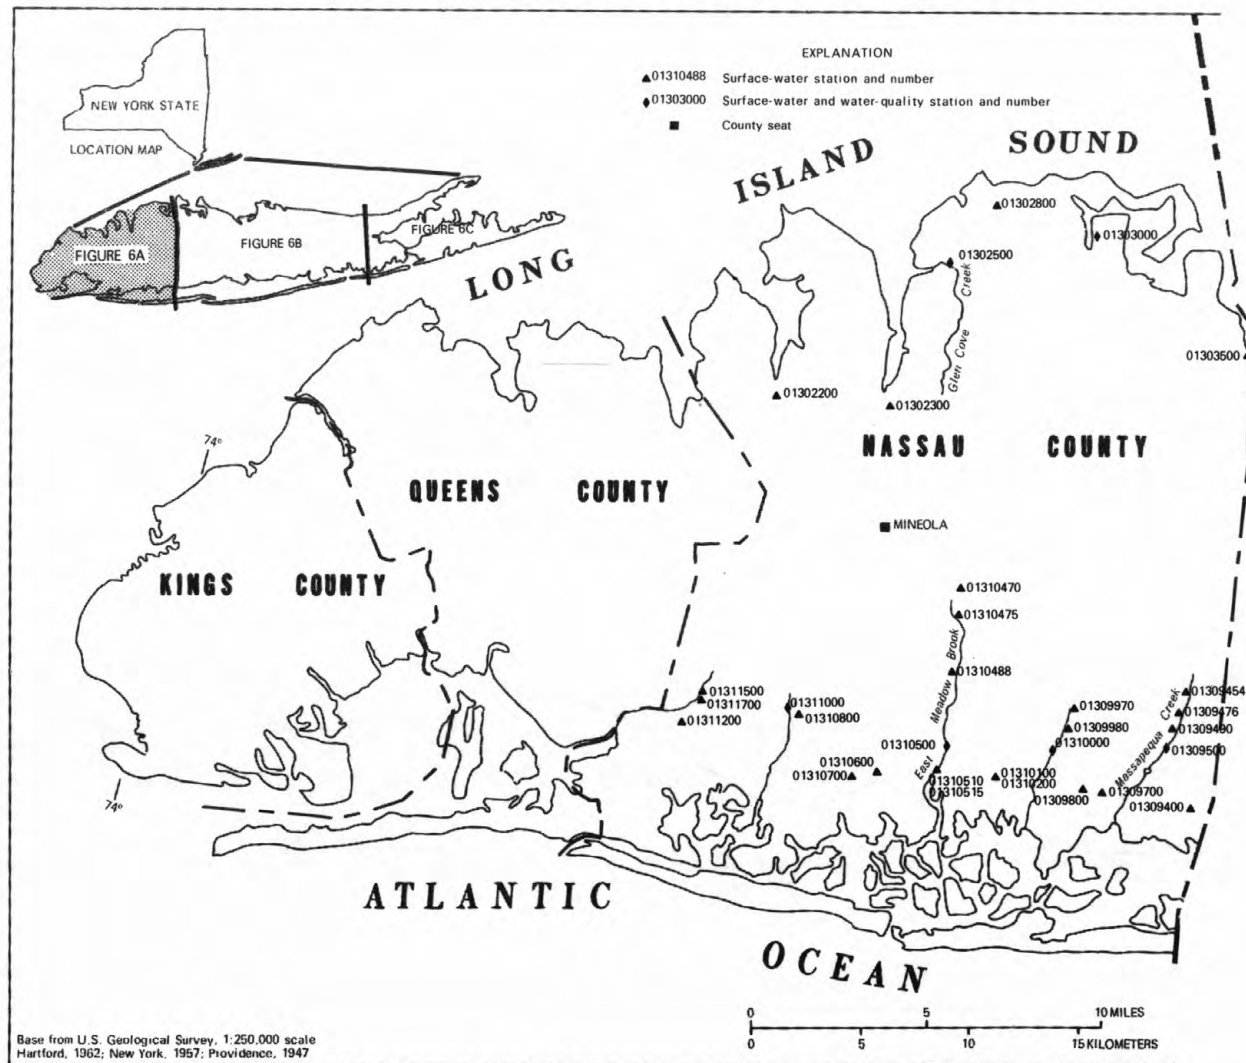 EXPLANATION
01310488 Surface-water station and number
01303000 Surface-water and water-quality station and number
County seat
NEW YORK STATE
LOCATION MAP
FIGURE 6A
FIGURE 6B
FIGURE 6C
LONG
ISLAND
SOUND
01302800
01303000
01302500
Glen Cove Creek
01303500
01302200
01302300
74°
NASSAU COUNTY
QUEENS COUNTY
MINEOLA
KINGS COUNTY
01310470
01310475
East Meadow Brook
01310488
01311500
01311700
01311200
01311000
01310800
01309970
01309980
01310000
01309454
01309476
01309490
01309500
Massapequa Creek
01310500
01310600
01310700
01310510
01310515
01310100
01310200
01309800
01309700
01309400
74°
ATLANTIC
OCEAN
0 5 10 MILES
0 5 10 15 KILOMETERS
Base from U.S. Geological Survey, 1:250,000 scale
Hartford, 1962; New York, 1957; Providence, 1947